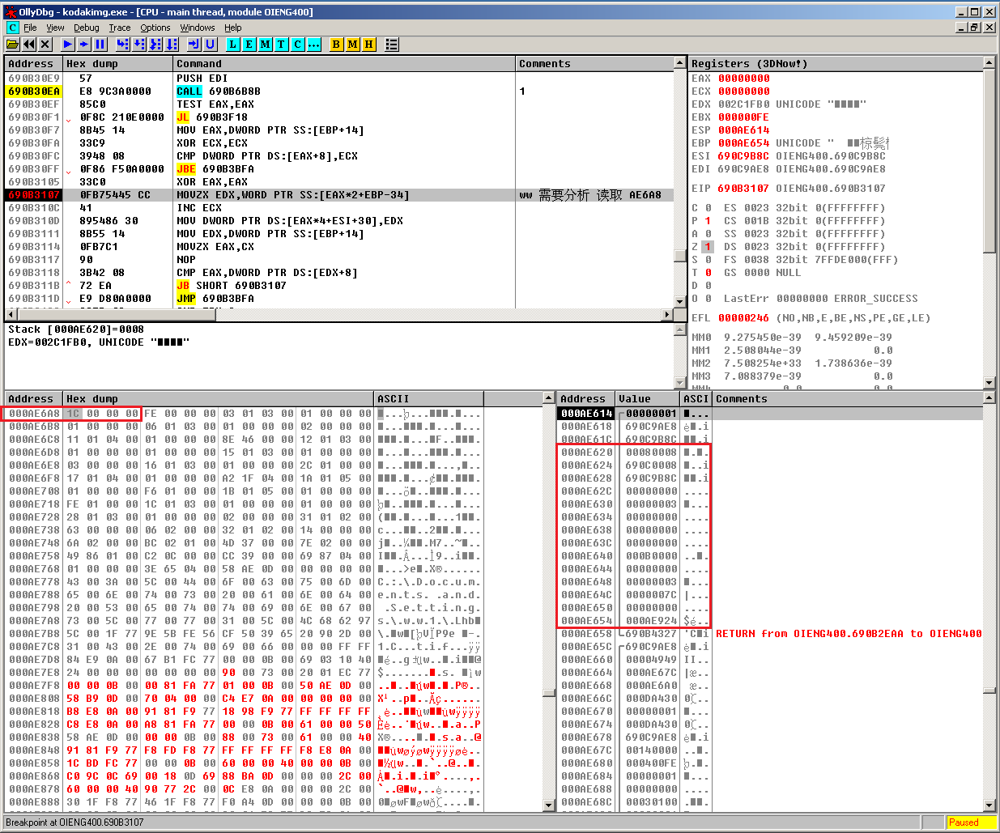 OllyDbg - kodakimg.exe - [CPU - main thread, module OIENG400]
C File View Debug Trace Options Windows Help
L E M T C ... B M H
Address Hex dump Command Comments
690B30E9 57 PUSH EDI
690B30EA E8 9C3A0000 CALL 690B6B8B 1
690B30EF 85C0 TEST EAX,EAX
690B30F1 0F8C 210E0000 JL 690B3F18
690B30F7 8B45 14 MOV EAX,DWORD PTR SS:[EBP+14]
690B30FA 33C9 XOR ECX,ECX
690B30FC 3948 08 CMP DWORD PTR DS:[EAX+8],ECX
690B30FF 0F86 F50A0000 JBE 690B3BFA
690B3105 33C0 XOR EAX,EAX
690B3107 0FB75445 CC MOVZX EDX,WORD PTR SS:[EAX*2+EBP-34] ww 需要分析 读取 AE6A8
690B310C 41 INC ECX
690B310D 895486 30 MOV DWORD PTR DS:[EAX*4+ESI+30],EDX
690B3111 8B55 14 MOV EDX,DWORD PTR SS:[EBP+14]
690B3114 0FB7C1 MOVZX EAX,CX
690B3117 90 NOP
690B3118 3B42 08 CMP EAX,DWORD PTR DS:[EDX+8]
690B311B 72 EA JB SHORT 690B3107
690B311D E9 D80A0000 JMP 690B3BFA
Stack [000AE620]=0008
EDX=002C1FB0, UNICODE "■■■■"
Registers (3DNow!)
EAX 00000000
ECX 00000000
EDX 002C1FB0 UNICODE "■■■■"
EBX 000000FE
ESP 000AE614
EBP 000AE654 UNICODE "
ESI 690C9B8C OIENG400.690C9B8C
EDI 690C9AE8 OIENG400.690C9AE8
EIP 690B3107 OIENG400.690B3107
C 0 ES 0023 32bit 0(FFFFFFFF)
P 1 CS 001B 32bit 0(FFFFFFFF)
A 0 SS 0023 32bit 0(FFFFFFFF)
Z 1 DS 0023 32bit 0(FFFFFFFF)
S 0 FS 0038 32bit 7FFDE000(FFF)
T 0 GS 0000 NULL
D 0
O 0 LastErr 00000000 ERROR_SUCCESS
EFL 00000246 (NO,NB,E,BE,NS,PE,GE,LE)
MM0 9.275450e-39 9.459209e-39
MM1 2.508044e-39 0.0
MM2 7.508254e+33 1.738636e-39
MM3 7.088379e-39 0.0
Address Hex dump ASCII
000AE6A8 1C 00 00 00 FE 00 00 00 03 01 03 00 01 00 00 00
000AE6B8 01 00 00 00 06 01 03 00 01 00 00 00 02 00 00 00
000AE6C8 11 01 04 00 01 00 00 00 8E 46 00 00 12 01 03 00
000AE6D8 01 00 00 00 01 00 00 00 15 01 03 00 01 00 00 00
000AE6E8 03 00 00 00 16 01 03 00 01 00 00 00 2C 01 00 00
000AE6F8 17 01 04 00 01 00 00 00 A2 1F 04 00 1A 01 05 00
000AE708 01 00 00 00 F6 01 00 00 1B 01 05 00 01 00 00 00
000AE718 FE 01 00 00 1C 01 03 00 01 00 00 00 01 00 00 00
000AE728 28 01 03 00 01 00 00 00 02 00 00 00 31 01 02 00
000AE738 63 00 00 00 06 02 00 00 32 01 02 00 14 00 00 00
000AE748 6A 02 00 00 BC 02 01 00 4D 37 00 00 7E 02 00 00
000AE758 49 86 01 00 C2 0C 00 00 CC 39 00 00 69 87 04 00
000AE768 01 00 00 00 3E 65 04 00 58 AE 0D 00 00 00 00 00
000AE778 43 00 3A 00 5C 00 44 00 6F 00 63 00 75 00 6D 00 C.:.\.D.o.c.u.m.
000AE788 65 00 6E 00 74 00 73 00 20 00 61 00 6E 00 64 00 e.n.t.s. .a.n.d.
000AE798 20 00 53 00 65 00 74 00 74 00 69 00 6E 00 67 00 .S.e.t.t.i.n.g.
000AE7A8 73 00 5C 00 77 00 77 00 31 00 5C 00 4C 68 62 97
000AE7B8 5C 00 1F 77 9E 5B FE 56 CF 50 39 65 20 90 2D 00
000AE7C8 31 00 43 00 2E 00 74 00 69 00 66 00 00 00 FF FF 1.C...t.i.f...ÿÿ
000AE7D8 84 E9 0A 00 67 B1 FC 77 00 00 0B 00 69 03 10 40
000AE7E8 24 00 00 00 00 00 00 00 90 00 73 00 20 01 EC 77
000AE7F8 00 00 0B 00 00 81 FA 77 01 00 0B 00 50 AE 0D 00
000AE808 58 B9 0D 00 70 04 00 00 C4 E7 0A 00 00 00 00 00
000AE818 B8 E8 0A 00 91 81 F9 77 18 98 F9 77 FF FF FF FF
000AE828 C8 E8 0A 00 A8 81 FA 77 00 00 0B 00 61 00 00 50
000AE838 58 AE 0D 00 00 00 0B 00 88 00 73 00 61 00 00 40
000AE848 91 81 F9 77 F8 FD F8 77 FF FF FF FF F8 E8 0A 00
000AE858 1C BD FC 77 00 00 0B 00 60 00 00 40 00 00 0B 00
000AE868 C0 9C 0C 69 00 18 0D 69 88 BA 0D 00 00 00 2C 00
000AE878 60 00 00 40 90 77 2C 00 0C E8 0A 00 00 00 2C 00
000AE888 30 1F F8 77 46 1F F8 77 F0 A4 0D 00 00 00 0B 00
Address Value ASCI Comments
000AE614 00000001
000AE618 690C9AE8
000AE61C 690C9B8C
000AE620 00080008
000AE624 690C0008
000AE628 690C9B8C
000AE62C 00000000
000AE630 00000003
000AE634 00000000
000AE638 00000000
000AE63C 00000000
000AE640 000B0000
000AE644 00000000
000AE648 00000003
000AE64C 0000007C
000AE650 00000000
000AE654 000AE924
000AE658 690B4327 RETURN from OIENG400.690B2EAA to OIENG400
000AE65C 690C9AE8
000AE660 00004949 II..
000AE664 000AE67C
000AE668 000AE6A0
000AE66C 000DA430
000AE670 00000001
000AE674 000DA430
000AE678 690C9AE8
000AE67C 00140000
000AE680 000400FE
000AE684 00000001
000AE688 00000000
000AE68C 00030100
Breakpoint at OIENG400.690B3107
Paused